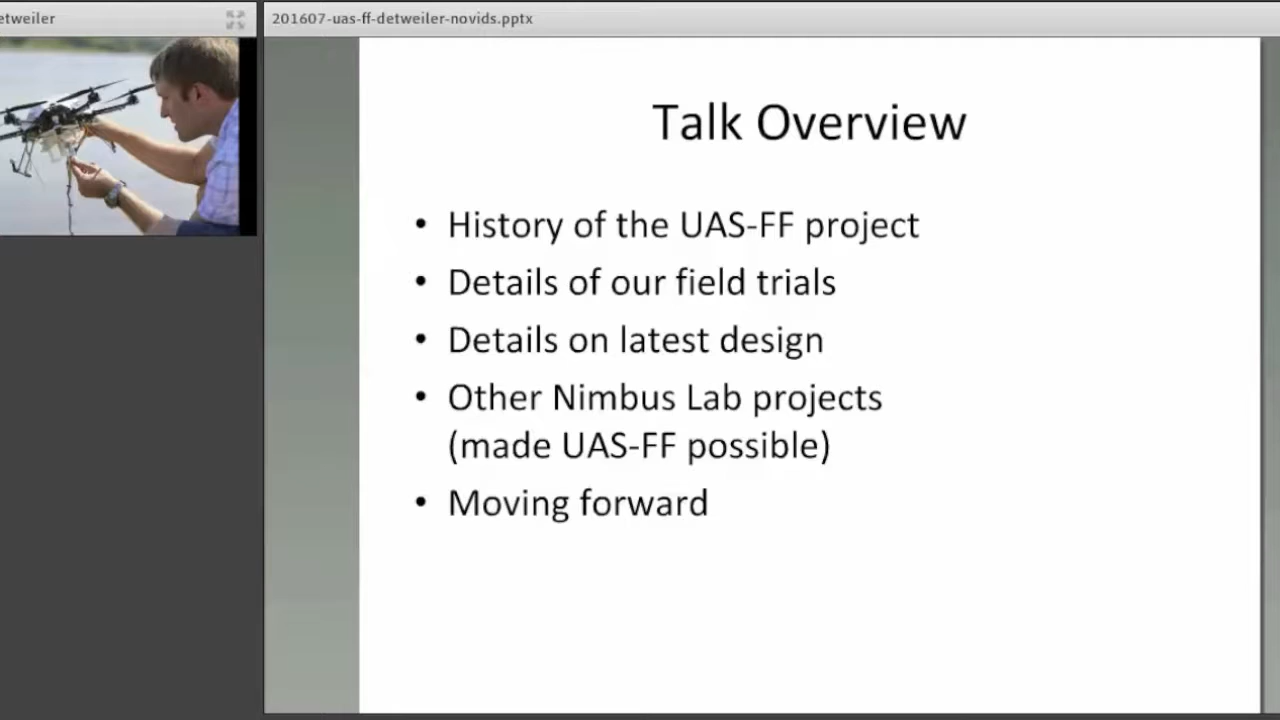 etweiler
201607-uas-ff-detweiler-novids.pptx
Talk Overview
• History of the UAS-FF project
• Details of our field trials
• Details on latest design
• Other Nimbus Lab projects
(made UAS-FF possible)
• Moving forward